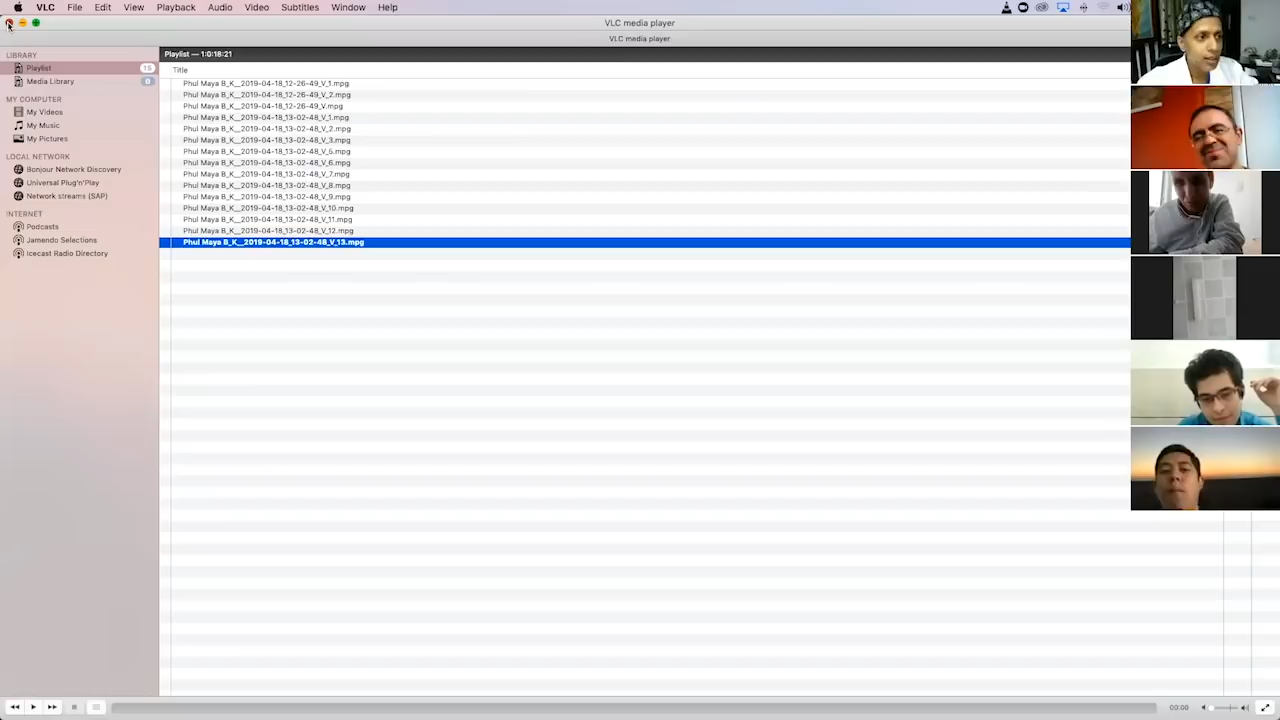 VLC File Edit View Playback Audio Video Subtitles Window Help
VLC media player
VLC media player
LIBRARY
Playlist 15
Media Library 0
MY COMPUTER
My Videos
My Music
My Pictures
LOCAL NETWORK
Bonjour Network Discovery
Universal Plug'n'Play
Network streams (SAP)
INTERNET
Podcasts
Jamendo Selections
Icecast Radio Directory
Playlist — 1:0:18:21
Title
Phul Maya B_K__2019-04-18_12-26-49_V_1.mpg
Phul Maya B_K__2019-04-18_12-26-49_V_2.mpg
Phul Maya B_K__2019-04-18_12-26-49_V.mpg
Phul Maya B_K__2019-04-18_13-02-48_V_1.mpg
Phul Maya B_K__2019-04-18_13-02-48_V_2.mpg
Phul Maya B_K__2019-04-18_13-02-48_V_3.mpg
Phul Maya B_K__2019-04-18_13-02-48_V_5.mpg
Phul Maya B_K__2019-04-18_13-02-48_V_6.mpg
Phul Maya B_K__2019-04-18_13-02-48_V_7.mpg
Phul Maya B_K__2019-04-18_13-02-48_V_8.mpg
Phul Maya B_K__2019-04-18_13-02-48_V_9.mpg
Phul Maya B_K__2019-04-18_13-02-48_V_10.mpg
Phul Maya B_K__2019-04-18_13-02-48_V_11.mpg
Phul Maya B_K__2019-04-18_13-02-48_V_12.mpg
Phul Maya B_K__2019-04-18_13-02-48_V_13.mpg
00:00